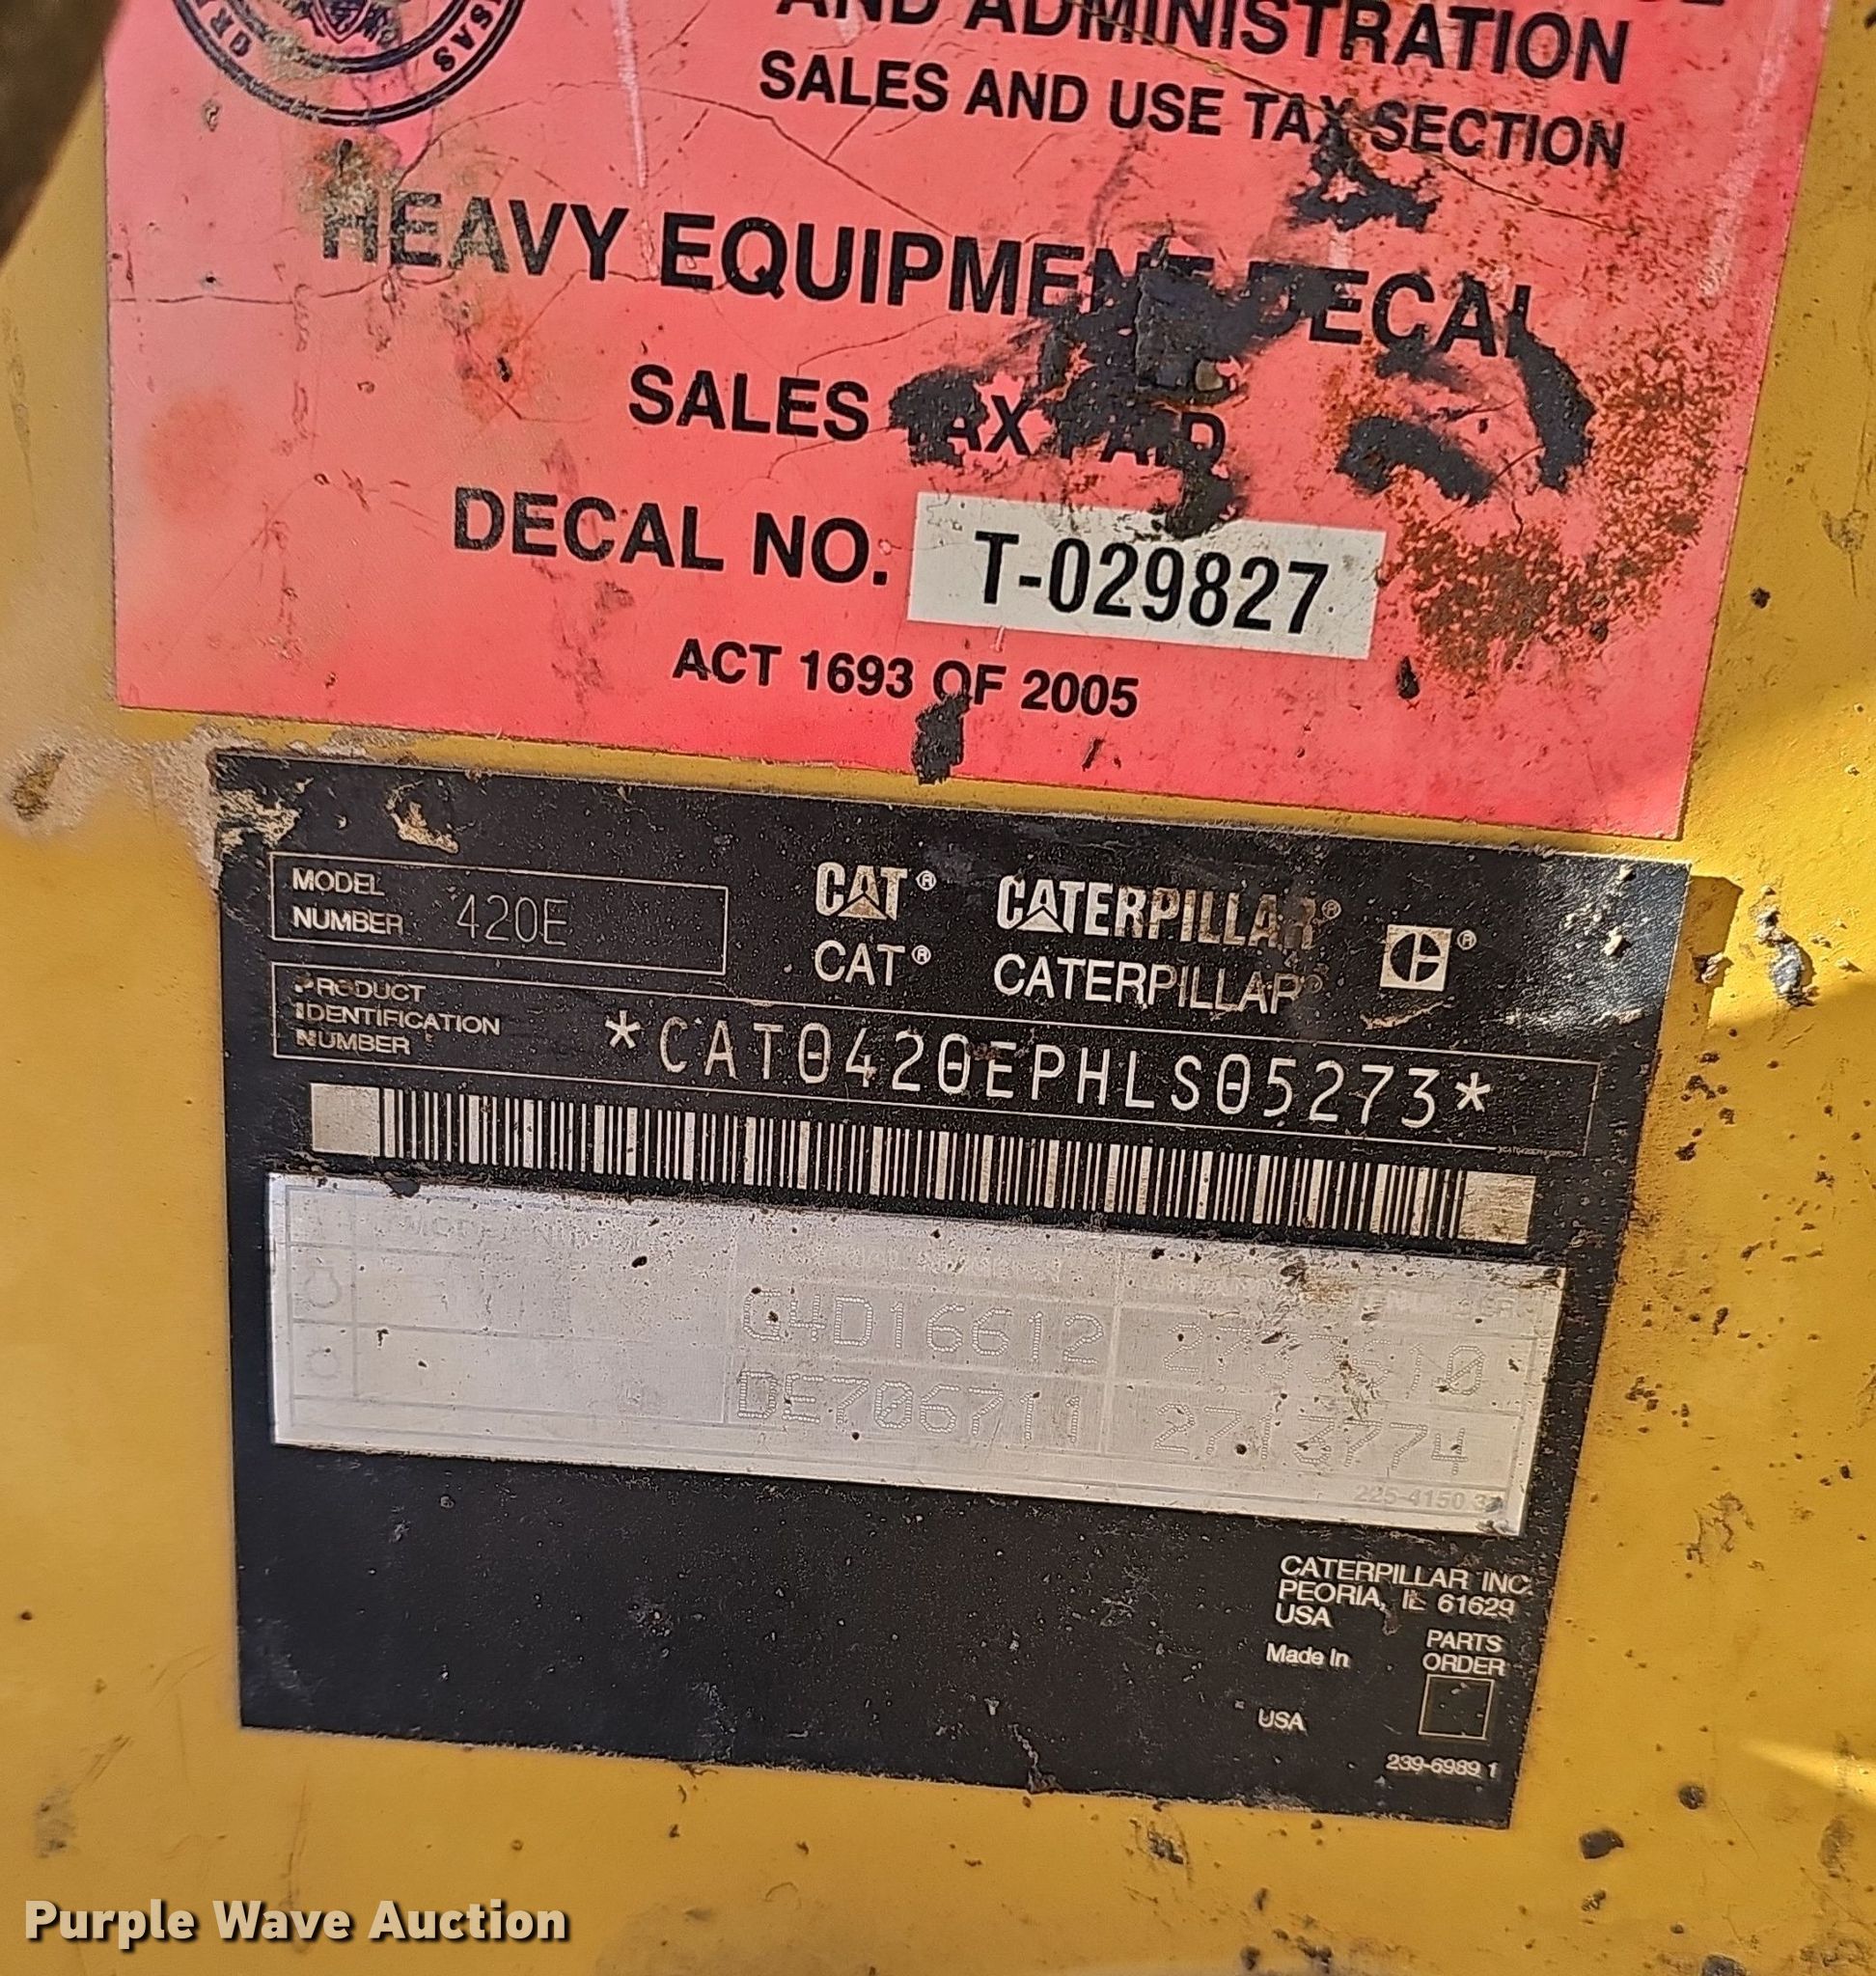 AND ADMINISTRATION
SALES AND USE TAX SECTION
HEAVY EQUIPMENT DECAL
SALES TAX PAID
DECAL NO. T-029827
ACT 1693 OF 2005
MODEL
NUMBER 420E
CAT® CATERPILLAR® ®
CAT® CATERPILLAR®
PRODUCT
IDENTIFICATION
NUMBER
*CAT0420EPHLS05273*
G4D16612
DE706711 2713774
225-4150
CATERPILLAR INC.
PEORIA, IL 61629
USA
PARTS
ORDER
Made In
USA
239-6989 1
Purple Wave Auction